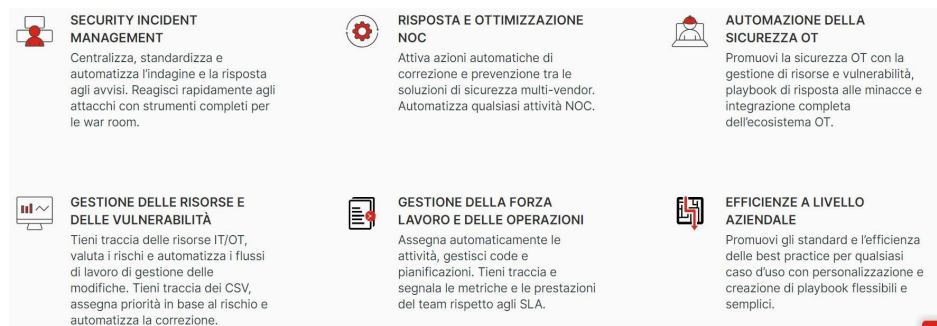 SECURITY INCIDENT
MANAGEMENT
Centralizza, standardizza e
automatizza l'indagine e la risposta
agli avvisi. Reagisci rapidamente agli
attacchi con strumenti completi per
le war room.
RISPOSTA E OTTIMIZZAZIONE
NOC
Attiva azioni automatiche di
correzione e prevenzione tra le
soluzioni di sicurezza multi-vendor.
Automatizza qualsiasi attività NOC.
AUTOMAZIONE DELLA
SICUREZZA OT
Promuovi la sicurezza OT con la
gestione di risorse e vulnerabilità,
playbook di risposta alle minacce e
integrazione completa
dell'ecosistema OT.
GESTIONE DELLE RISORSE E
DELLE VULNERABILITÀ
Tieni traccia delle risorse IT/OT,
valuta i rischi e automatizza i flussi
di lavoro di gestione delle
modifiche. Tieni traccia dei CSV,
assegna priorità in base al rischio e
automatizza la correzione.
GESTIONE DELLA FORZA
LAVORO E DELLE OPERAZIONI
Assegna automaticamente le
attività, gestisci code e
pianificazioni. Tieni traccia e
segnala le metriche e le prestazioni
del team rispetto agli SLA.
EFFICIENZE A LIVELLO
AZIENDALE
Promuovi gli standard e l'efficienza
delle best practice per qualsiasi
caso d'uso con personalizzazione e
creazione di playbook flessibili e
semplici.